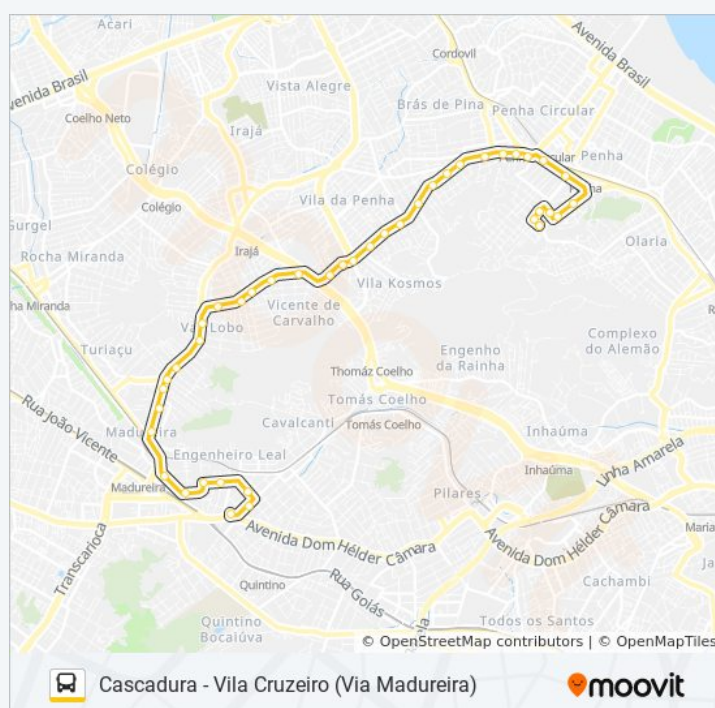 Acari
Avenida Brasil
Cordovil
Avenida Brasil
Vista Alegre
Brás de Pina
Penha Circular
Coelho Neto
Irajá
Colégio
Penha
Vila da Penha
Colégio
Olaria
Irajá
Rocha Miranda
Vila Kosmos
Vicente de
Carvalho
Complexo
do Alemão
Turiaçu
Engenho
da Rainha
Thomáz Coelho
Tomás Coelho
Rua João Vicente
Cavalcanti
Tomás Coelho
Inhaúma
Engenheiro Leal
Inhaúma
Linha Amarela
Madureira
Pilares
Transcarioca
Avenida Dom Hélder Câmara
Avenida Dom Hélder Câmara
Quintino
Rua Goiás
Cachambi
Quintino
Bocaiúva
Todos os Santos
© OpenStreetMap contributors | © OpenMapTiles
Cascadura - Vila Cruzeiro (Via Madureira)
moovit